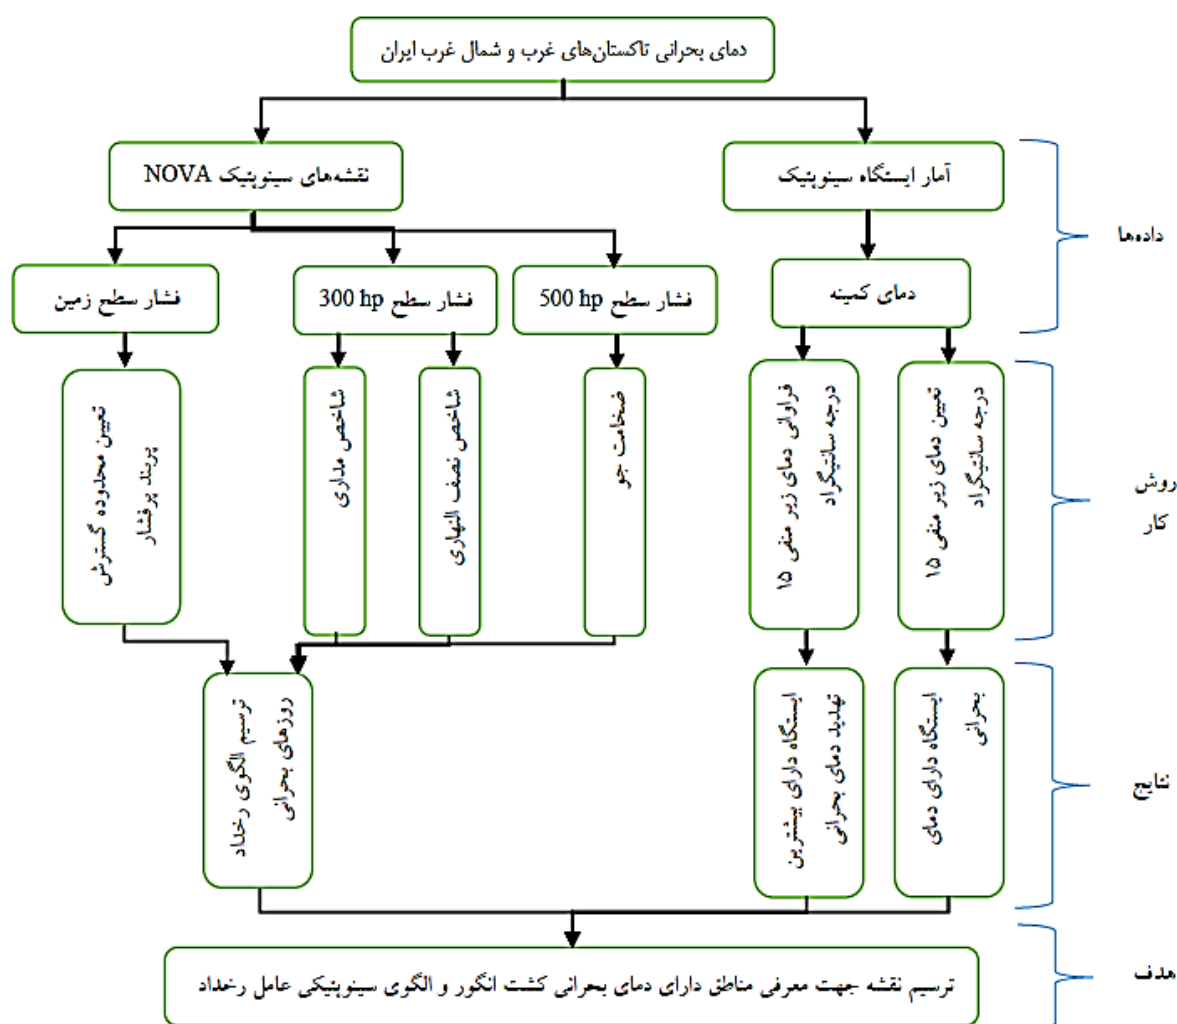 دمای بحرانی تاکستان‌های غرب و شمال غرب ایران
آمار ایستگاه سینوپتیک
نقشه‌های سینوپتیک NOVA
داده‌ها
دمای کمینه
فشار سطح 500 hp
فشار سطح 300 hp
فشار سطح زمین
تعیین دمای زیر منفی ۱۵
درجه سانتیگراد
فراوانی دمای زیر منفی ۱۵
درجه سانتیگراد
ضخامت جو
شاخص نصف النهاری
شاخص مداری
تعیین محدوده گسترش
پربند پرفشار
روش
کار
ایستگاه دارای دمای
بحرانی
ایستگاه دارای بیشترین
تهدید دمای بحرانی
ترسیم الگوی رخداد
روزهای بحرانی
نتایج
ترسیم نقشه جهت معرفی مناطق دارای دمای بحرانی کشت انگور و الگوی سینوپتیکی عامل رخداد
هدف